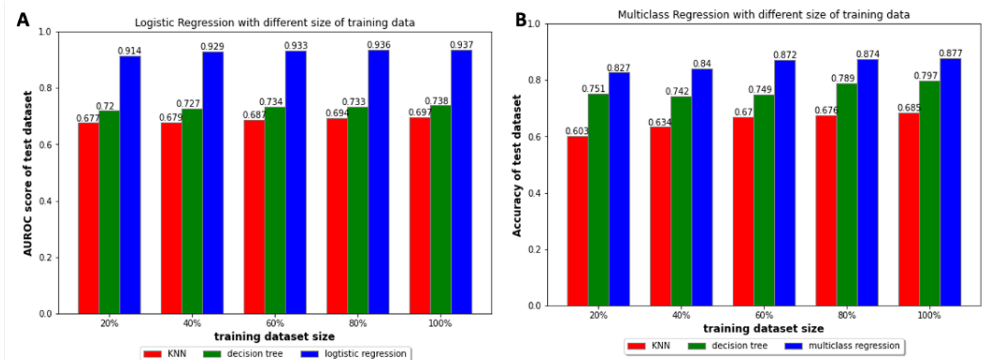 A
Logistic Regression with different size of training data
AUROC score of test dataset
1.0
0.8
0.6
0.4
0.2
0.0
0.677 0.72 0.914
0.679 0.727 0.929
0.687 0.734 0.933
0.694 0.733 0.936
0.697 0.738 0.937
20% 40% 60% 80% 100%
training dataset size
KNN decision tree logtistic regression
B
Multiclass Regression with different size of training data
Accuracy of test dataset
1.0
0.8
0.6
0.4
0.2
0.0
0.603 0.751 0.827
0.634 0.742 0.84
0.67 0.749 0.872
0.676 0.789 0.874
0.685 0.797 0.877
20% 40% 60% 80% 100%
training dataset size
KNN decision tree multiclass regression